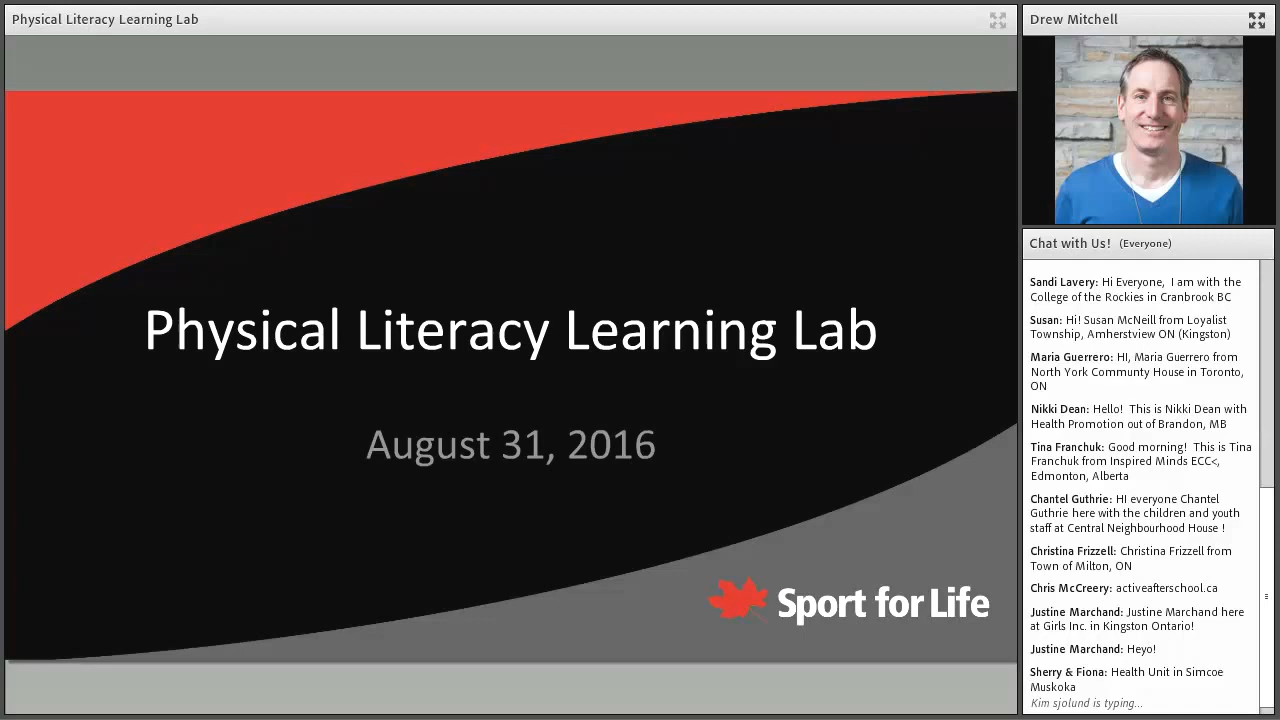 Physical Literacy Learning Lab
Physical Literacy Learning Lab
August 31, 2016
Sport for Life
Drew Mitchell
Chat with Us! (Everyone)
Sandi Lavery: Hi Everyone, I am with the
College of the Rockies in Cranbrook BC
Susan: Hi! Susan McNeill from Loyalist
Township, Amherstview ON (Kingston)
Maria Guerrero: HI, Maria Guerrero from
North York Community House in Toronto,
ON
Nikki Dean: Hello! This is Nikki Dean with
Health Promotion out of Brandon, MB
Tina Franchuk: Good morning! This is Tina
Franchuk from Inspired Minds ECC<,
Edmonton, Alberta
Chantel Guthrie: HI everyone Chantel
Guthrie here with the children and youth
staff at Central Neighbourhood House !
Christina Frizzell: Christina Frizzell from
Town of Milton, ON
Chris McCreery: activeafterschool.ca
Justine Marchand: Justine Marchand here
at Girls Inc. in Kingston Ontario!
Justine Marchand: Heyo!
Sherry & Fiona: Health Unit in Simcoe
Muskoka
Kim sjolund is typing...